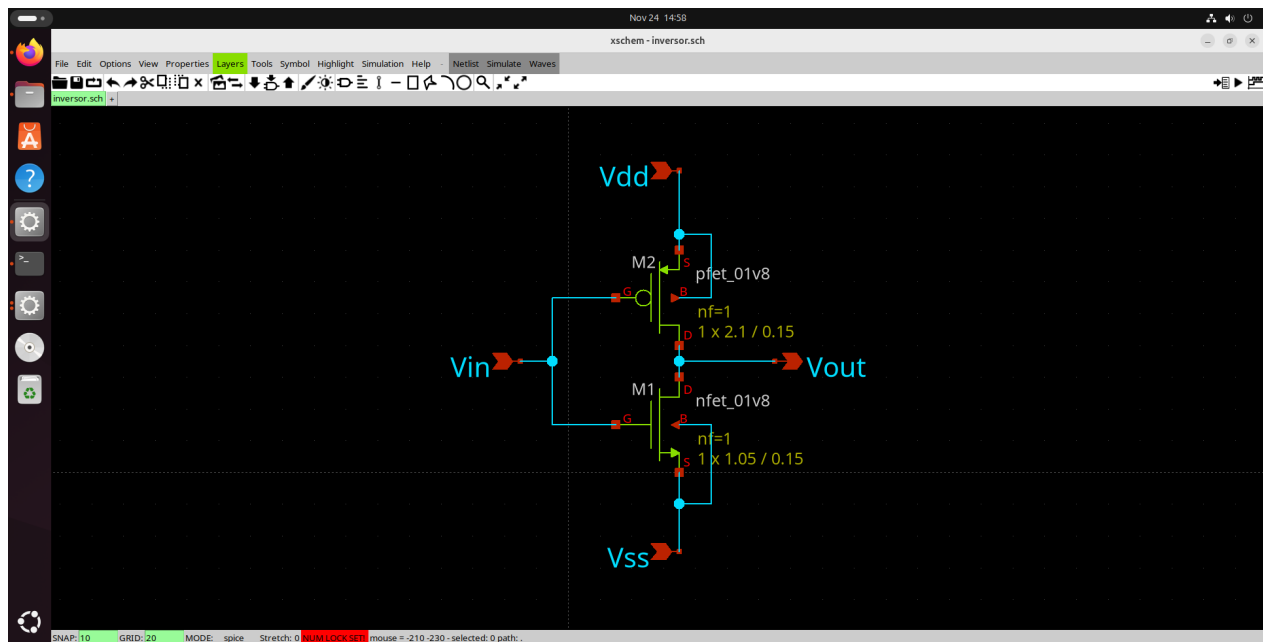 Nov 24 14:58
xschem - inversor.sch
File Edit Options View Properties Layers Tools Symbol Highlight Simulation Help - Netlist Simulate Waves
inversor.sch +
Vdd
M2
S
pfet_01v8
G
B
nf=1
1 x 2.1 / 0.15
D
Vin
Vout
M1
D
nfet_01v8
G
B
nf=1
S
1 x 1.05 / 0.15
Vss
SNAP: 10 GRID: 20 MODE: spice Stretch: 0 NUM LOCK SET! mouse = -210 -230 - selected: 0 path: .